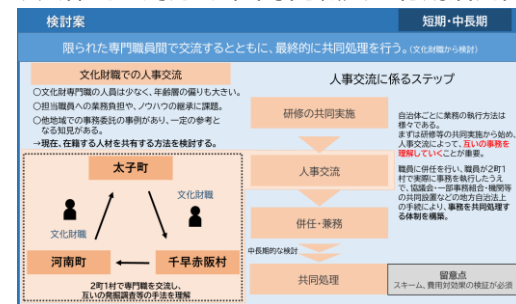 検討案
短期・中長期
限られた専門職員間で交流するとともに、最終的に共同処理を行う。(文化財職から検討)
文化財職での人事交流
○文化財専門職の人員は少なく、年齢層の偏りも大きい。
○担当職員への業務負担や、ノウハウの継承に課題。
○他地域での事務委託の事例があり、一定の参考と
なる知見がある。
→現在、在籍する人材を共有する方法を検討する。
太子町
文化財職
文化財職
河南町
千早赤阪村
2町1村で専門職を交流し、
互いの発掘調査等の手法を理解
人事交流に係るステップ
研修の共同実施
人事交流
併任・兼務
中長期的な検討
共同処理
自治体ごとに業務の執行方法は
様々である。
まずは研修等の共同実施から始め、
人事交流によって、互いの事務を
理解していくことが重要。
職員に併任を行い、職員が2町1
村で実際に事務を執行したうえ
で、協議会・一部事務組合・機関等
の共同設置などの地方自治法上
の手続により、事務を共同処理す
る体制を構築。
留意点
スキーム、費用対効果の検証が必須